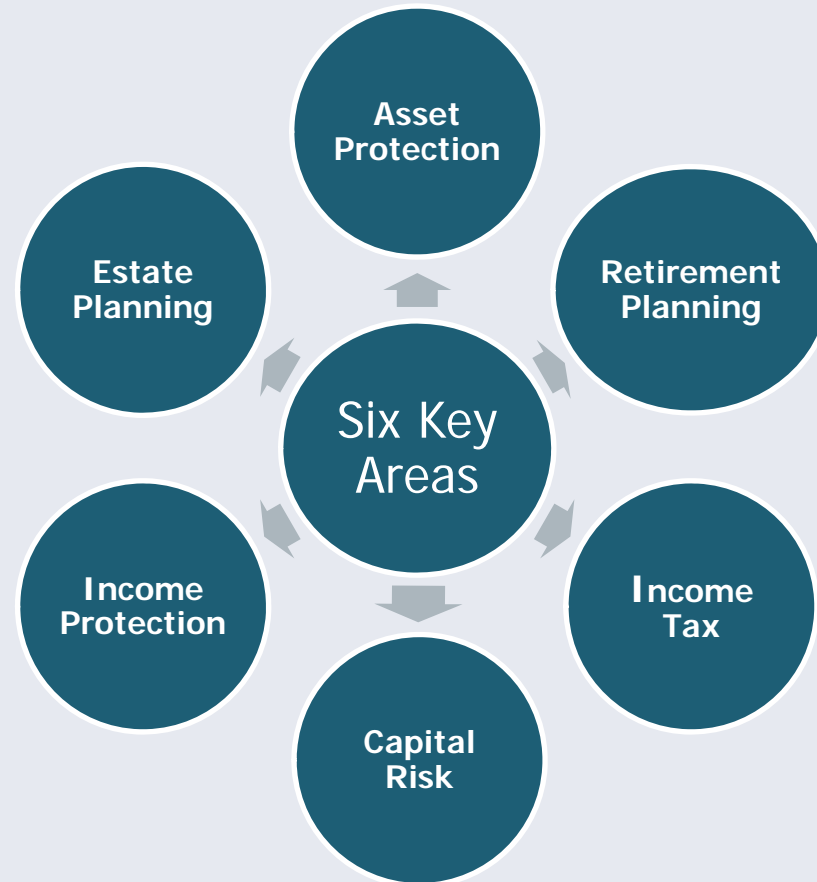 Asset
Protection
Estate
Planning
Retirement
Planning
Six Key
Areas
Income
Protection
Income
Tax
Capital
Risk